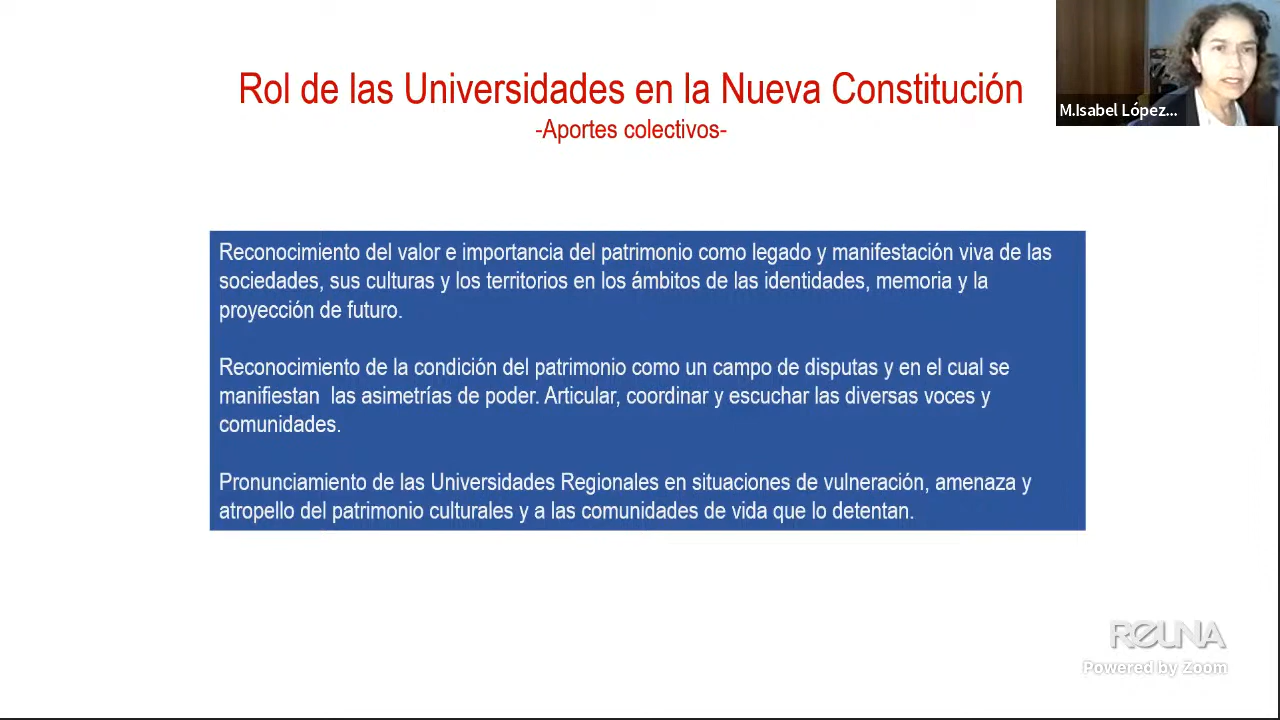 Rol de las Universidades en la Nueva Constitución
-Aportes colectivos-
M.Isabel López...
Reconocimiento del valor e importancia del patrimonio como legado y manifestación viva de las
sociedades, sus culturas y los territorios en los ámbitos de las identidades, memoria y la
proyección de futuro.
Reconocimiento de la condición del patrimonio como un campo de disputas y en el cual se
manifiestan  las asimetrías de poder. Articular, coordinar y escuchar las diversas voces y
comunidades.
Pronunciamiento de las Universidades Regionales en situaciones de vulneración, amenaza y
atropello del patrimonio culturales y a las comunidades de vida que lo detentan.
REUNA
Powered by Zoom